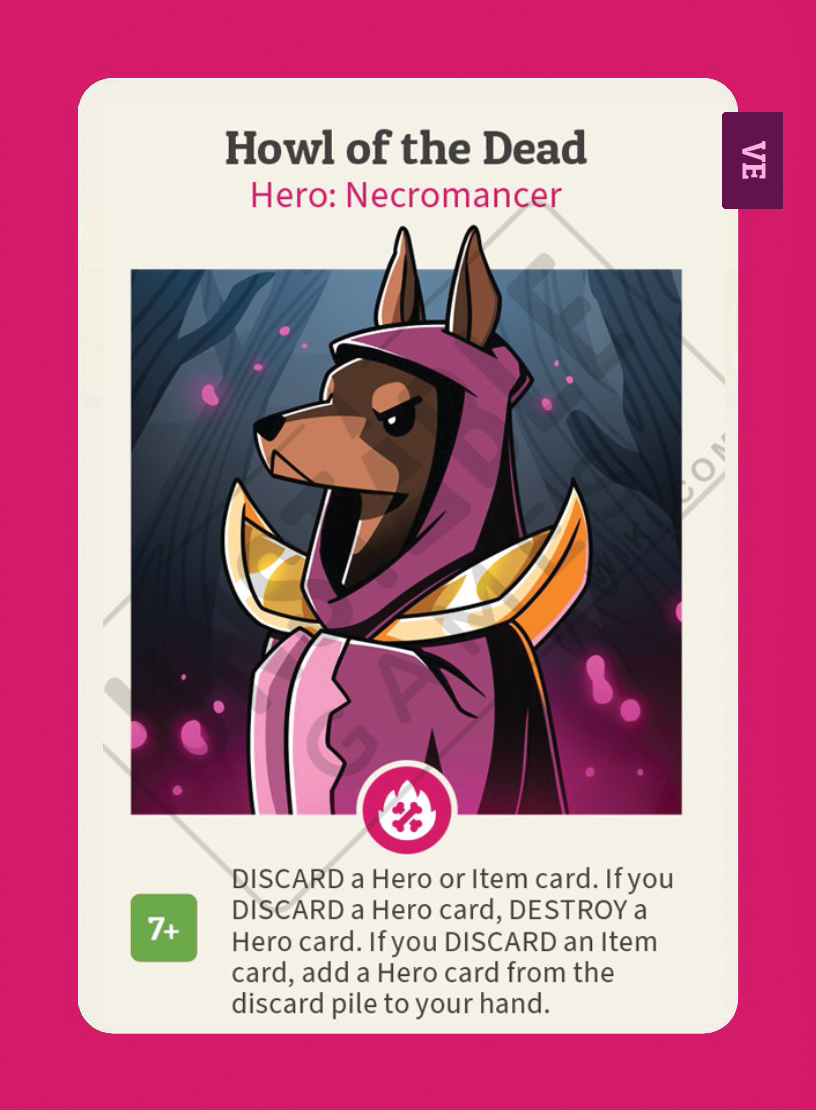 Howl of the Dead
Hero: Necromancer
VE
7+
DISCARD a Hero or Item card. If you
DISCARD a Hero card, DESTROY a
Hero card. If you DISCARD an Item
card, add a Hero card from the
discard pile to your hand.